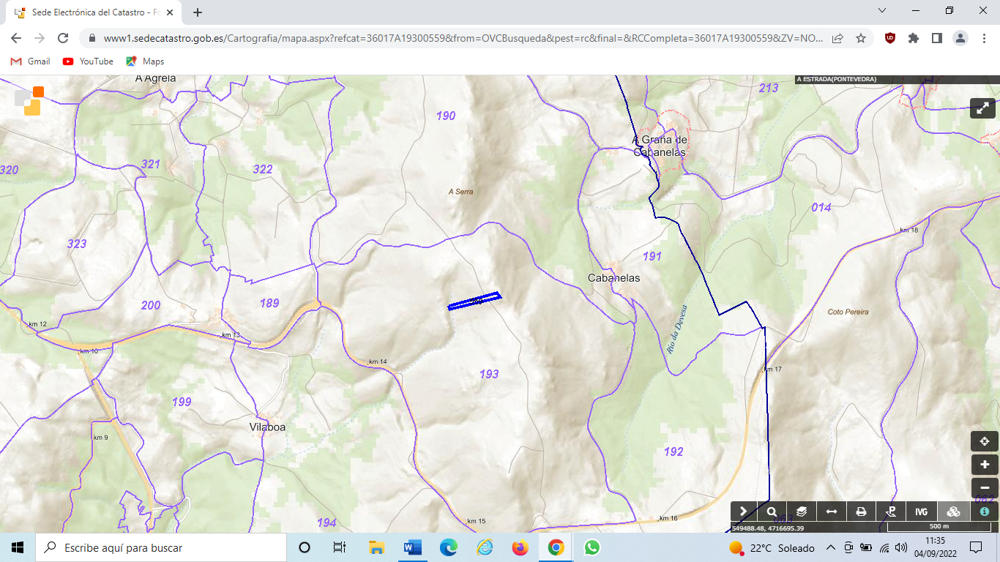 Sede Electrónica del Catastro - Fo
www1.sedecatastro.gob.es/Cartografia/mapa.aspx?refcat=36017A19300559&from=OVCBusqueda&pest=rc&final=&RCCompleta=36017A19300559&ZV=NO...
Gmail YouTube Maps
A Agrela
A ESTRADA(PONTEVEDRA)
213
190
A Graña de
Cabanelas
320
321
322
A Serra
014
323
km 18
191
Cabanelas
200
189
Coto Pereira
km 12
km 13
Río da Devesa
km 10
km 14
km 17
193
199
Vilaboa
km 9
192
062
194
km 15
km 16
063
IVG
549488.48, 4716695.39
500 m
Escribe aquí para buscar
22°C Soleado
11:35
04/09/2022